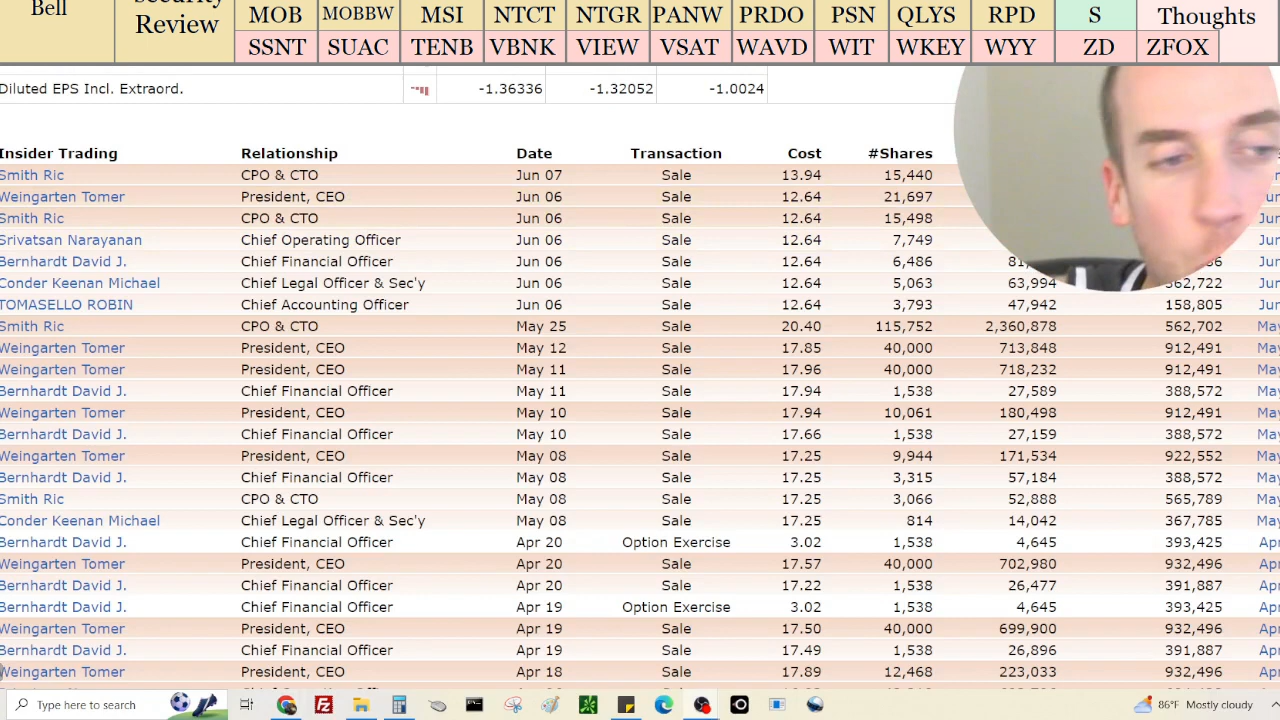 Bell
Security
Review
MOB MOBBW MSI NTCT NTGR PANW PRDO PSN QLYS RPD S Thoughts
SSNT SUAC TENB VBNK VIEW VSAT WAVD WIT WKEY WYY ZD ZFOX
Diluted EPS Incl. Extraord. -1.36336 -1.32052 -1.0024
Insider Trading Relationship Date Transaction Cost #Shares
Smith Ric CPO & CTO Jun 07 Sale 13.94 15,440
Weingarten Tomer President, CEO Jun 06 Sale 12.64 21,697
Smith Ric CPO & CTO Jun 06 Sale 12.64 15,498
Srivatsan Narayanan Chief Operating Officer Jun 06 Sale 12.64 7,749
Bernhardt David J. Chief Financial Officer Jun 06 Sale 12.64 6,486
Conder Keenan Michael Chief Legal Officer & Sec'y Jun 06 Sale 12.64 5,063 63,994 362,722
TOMASELLO ROBIN Chief Accounting Officer Jun 06 Sale 12.64 3,793 47,942 158,805
Smith Ric CPO & CTO May 25 Sale 20.40 115,752 2,360,878 562,702 May
Weingarten Tomer President, CEO May 12 Sale 17.85 40,000 713,848 912,491 May
Weingarten Tomer President, CEO May 11 Sale 17.96 40,000 718,232 912,491 May
Bernhardt David J. Chief Financial Officer May 11 Sale 17.94 1,538 27,589 388,572 May
Weingarten Tomer President, CEO May 10 Sale 17.94 10,061 180,498 912,491 May
Bernhardt David J. Chief Financial Officer May 10 Sale 17.66 1,538 27,159 388,572 May
Weingarten Tomer President, CEO May 08 Sale 17.25 9,944 171,534 922,552 May
Bernhardt David J. Chief Financial Officer May 08 Sale 17.25 3,315 57,184 388,572 May
Smith Ric CPO & CTO May 08 Sale 17.25 3,066 52,888 565,789 May
Conder Keenan Michael Chief Legal Officer & Sec'y May 08 Sale 17.25 814 14,042 367,785 May
Bernhardt David J. Chief Financial Officer Apr 20 Option Exercise 3.02 1,538 4,645 393,425 Apr
Weingarten Tomer President, CEO Apr 20 Sale 17.57 40,000 702,980 932,496 Apr
Bernhardt David J. Chief Financial Officer Apr 20 Sale 17.22 1,538 26,477 391,887 Apr
Bernhardt David J. Chief Financial Officer Apr 19 Option Exercise 3.02 1,538 4,645 393,425 Apr
Weingarten Tomer President, CEO Apr 19 Sale 17.50 40,000 699,900 932,496 Apr
Bernhardt David J. Chief Financial Officer Apr 19 Sale 17.49 1,538 26,896 391,887 Apr
Weingarten Tomer President, CEO Apr 18 Sale 17.89 12,468 223,033 932,496 Apr
Type here to search 86°F Mostly cloudy